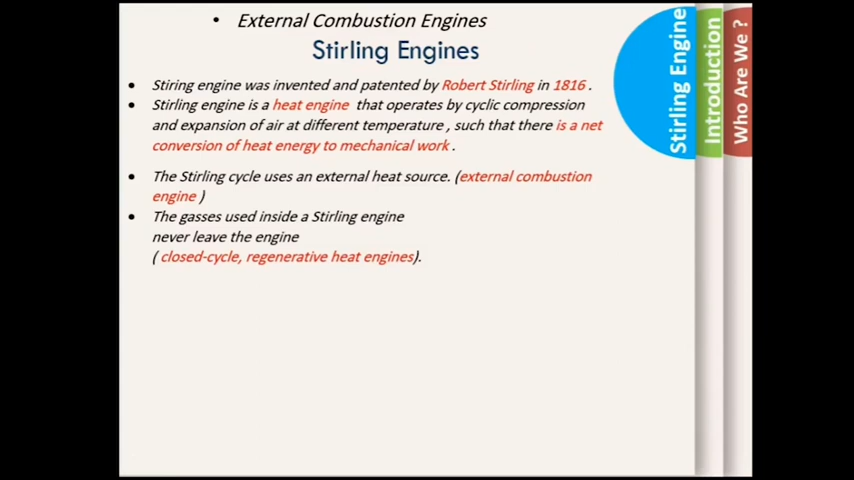 • External Combustion Engines
Stirling Engines
• Stiring engine was invented and patented by Robert Stirling in 1816 .
• Stirling engine is a heat engine that operates by cyclic compression
and expansion of air at different temperature , such that there is a net
conversion of heat energy to mechanical work .
• The Stirling cycle uses an external heat source. (external combustion
engine )
• The gasses used inside a Stirling engine
never leave the engine
( closed-cycle, regenerative heat engines).
Stirling Engine
Introduction
Who Are We ?